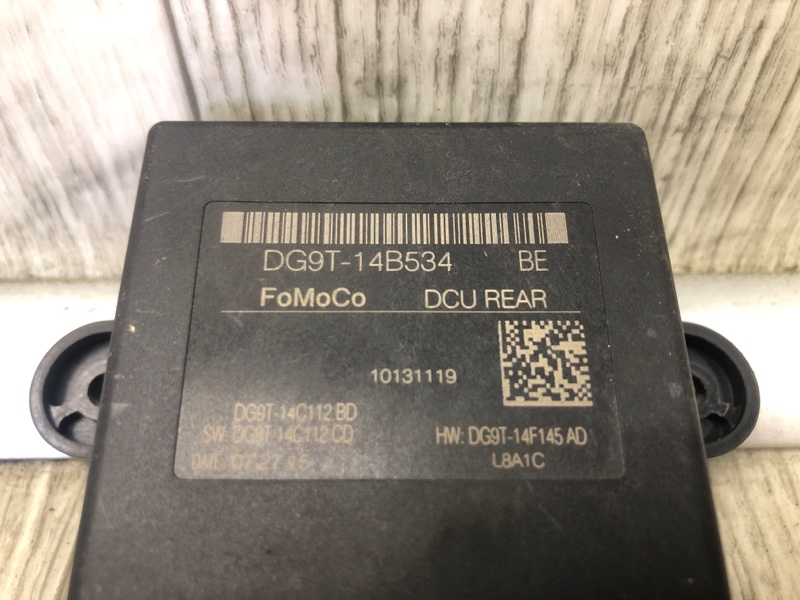 DG9T-14B534 BE
FoMoCo DCU REAR
10131119
DG9T-14C112 BD
SW: DG9T-14C112 CD HW: DG9T-14F145 AD
DATE: L8A1C